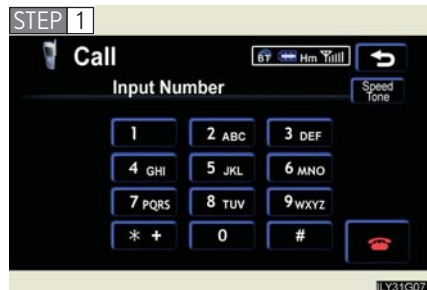 STEP 1
Call
BT Hm
Input Number
Speed Tone
1 2 ABC 3 DEF
4 GHI 5 JKL 6 MNO
7 PQRS 8 TUV 9 WXYZ
* + 0 #
ILY31G07